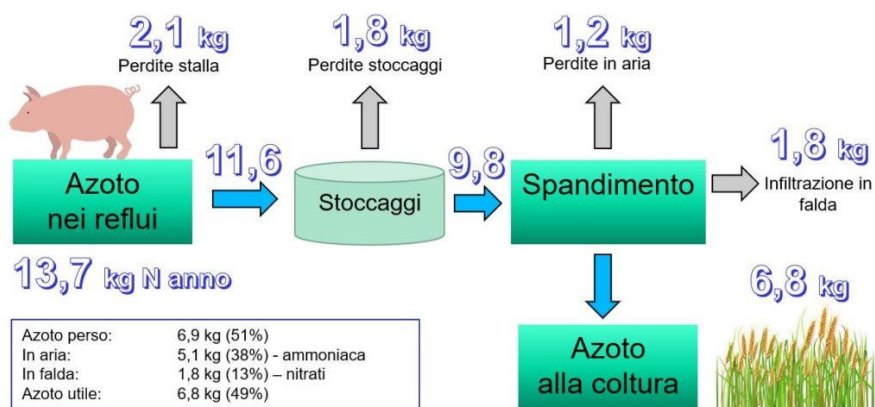 2,1 kg
Perdite stalla
1,8 kg
Perdite stoccaggi
1,2 kg
Perdite in aria
Azoto
nei reflui
11,6
Stoccaggi
9,8
Spandimento
1,8 kg
Infiltrazione in
falda
13,7 kg N anno
6,8 kg
Azoto
alla coltura
Azoto perso: 6,9 kg (51%)
In aria: 5,1 kg (38%) - ammoniaca
In falda: 1,8 kg (13%) – nitrati
Azoto utile: 6,8 kg (49%)